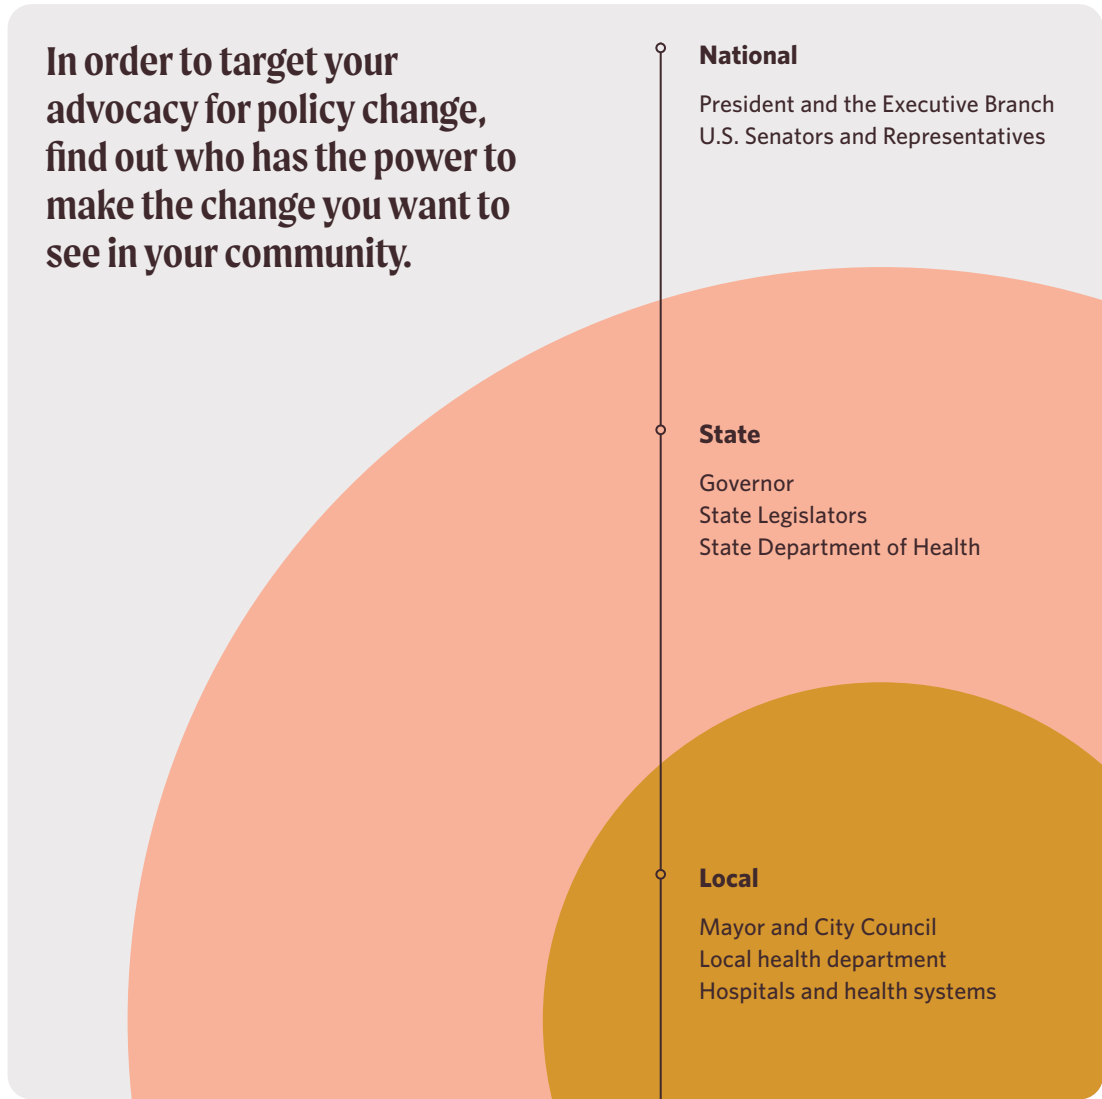 In order to target your
advocacy for policy change,
find out who has the power to
make the change you want to
see in your community.
National
President and the Executive Branch
U.S. Senators and Representatives
State
Governor
State Legislators
State Department of Health
Local
Mayor and City Council
Local health department
Hospitals and health systems